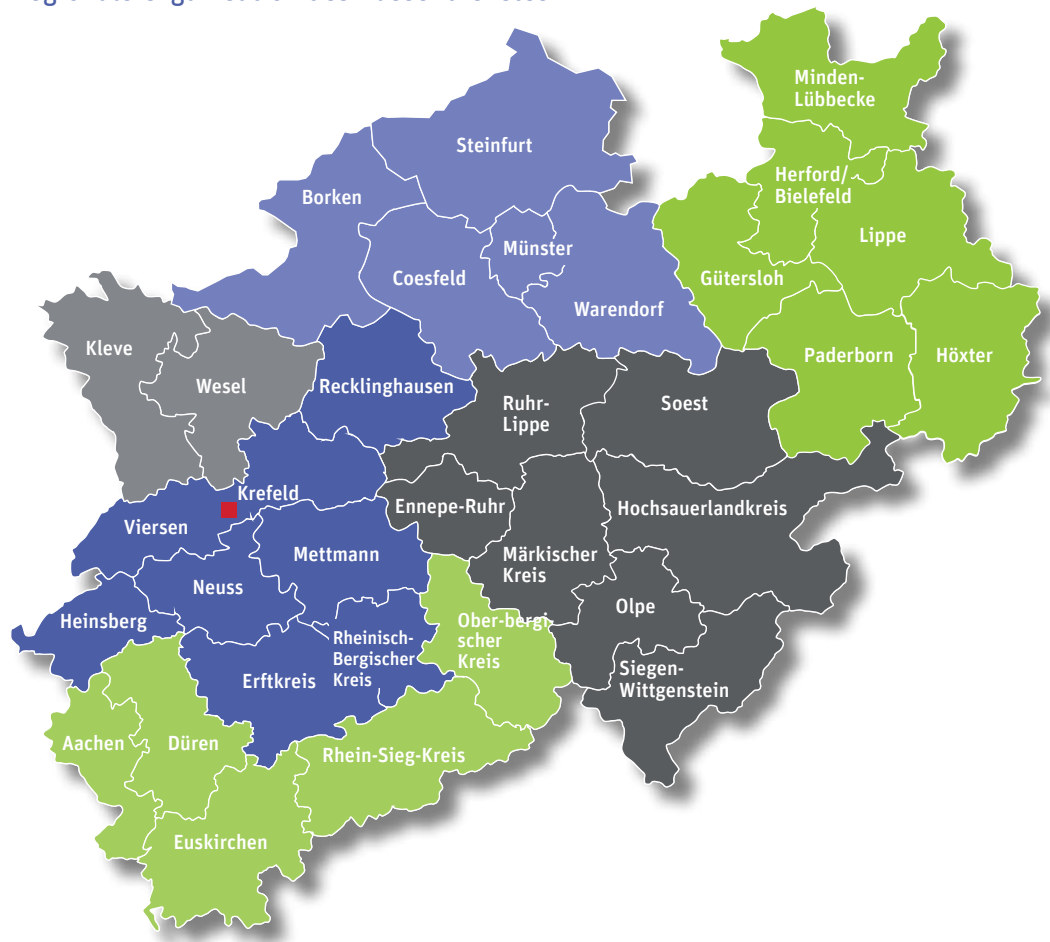 Minden-
Lübbecke
Steinfurt
Herford/
Bielefeld
Borken
Lippe
Münster
Coesfeld
Gütersloh
Warendorf
Kleve
Wesel
Recklinghausen
Ruhr-
Lippe
Soest
Paderborn
Höxter
Krefeld
Viersen
Ennepe-Ruhr
Hochsauerlandkreis
Mettmann
Märkischer
Kreis
Neuss
Olpe
Heinsberg
Rheinisch-
Bergischer
Kreis
Ober-bergi-
scher
Kreis
Erftkreis
Siegen-
Wittgenstein
Aachen
Düren
Rhein-Sieg-Kreis
Euskirchen